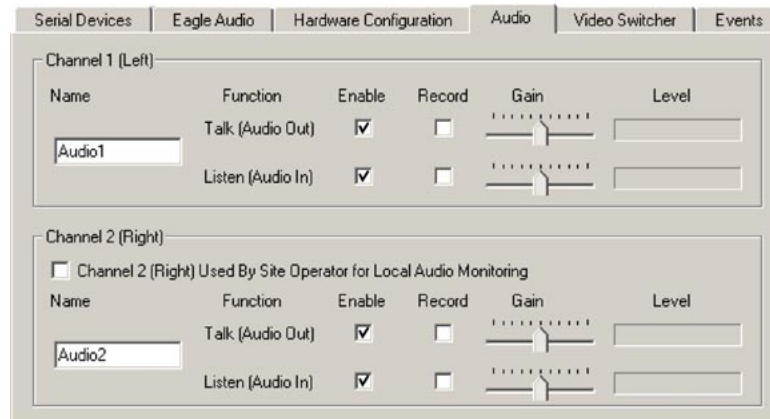 Serial Devices Eagle Audio Hardware Configuration Audio Video Switcher Events
Channel 1 (Left)
Name Function Enable Record Gain Level
Talk (Audio Out)
Audio1
Listen (Audio In)
Channel 2 (Right)
Channel 2 (Right) Used By Site Operator for Local Audio Monitoring
Name Function Enable Record Gain Level
Talk (Audio Out)
Audio2
Listen (Audio In)